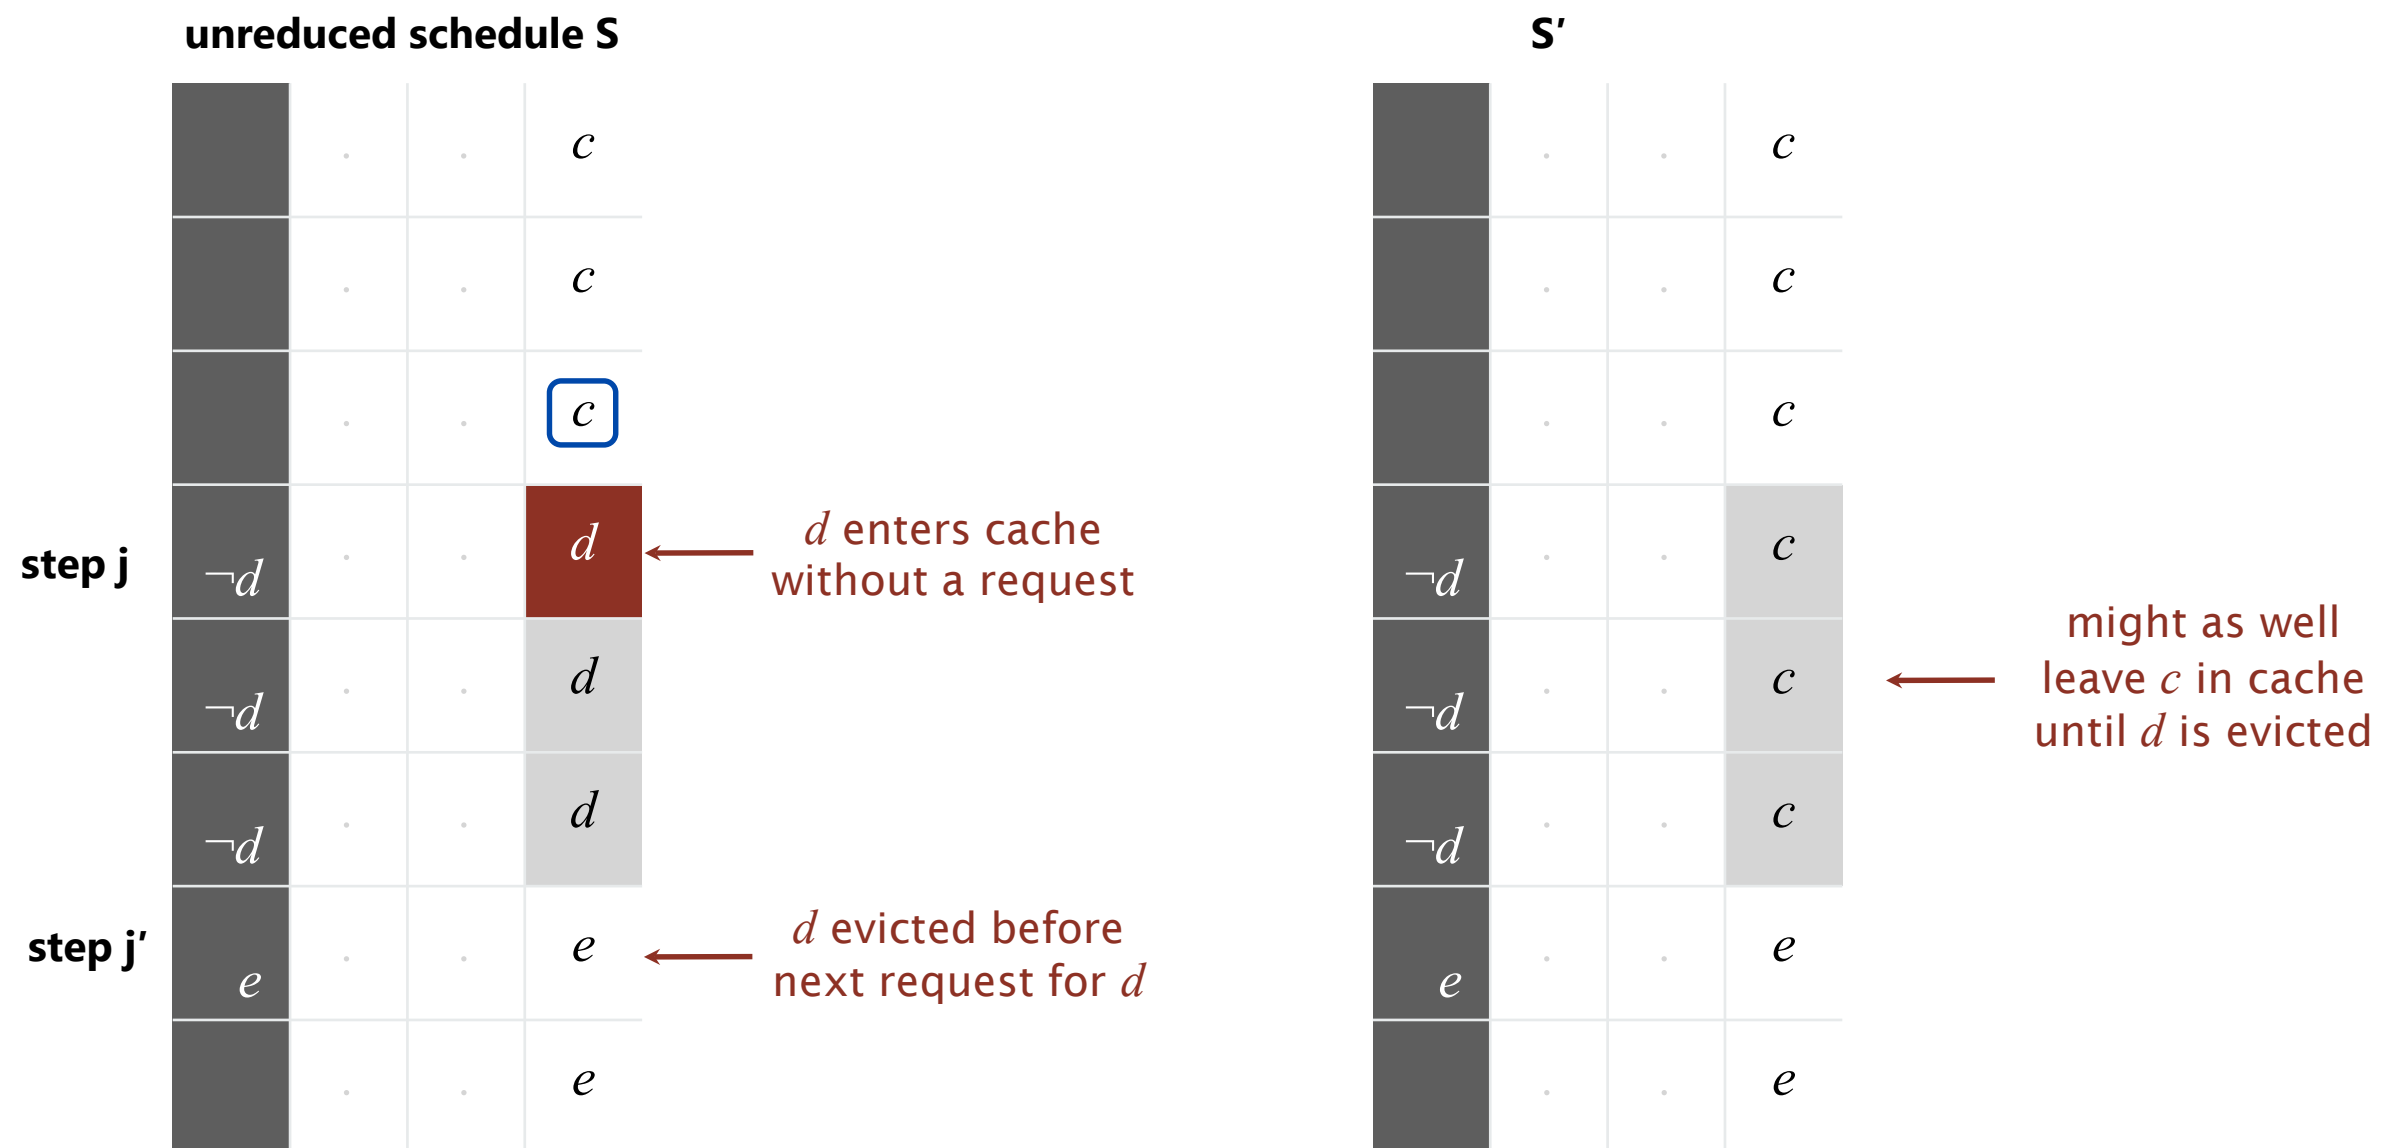 unreduced schedule S
S′
. . c
. . c
. . c
. . c
. . c
. . c
step j ¬d . . d
d enters cache
without a request
¬d . . c
¬d . . d
¬d . . c
might as well
leave c in cache
until d is evicted
¬d . . d
¬d . . c
step j′ e . . e
d evicted before
next request for d
e . . e
. . e
. . e